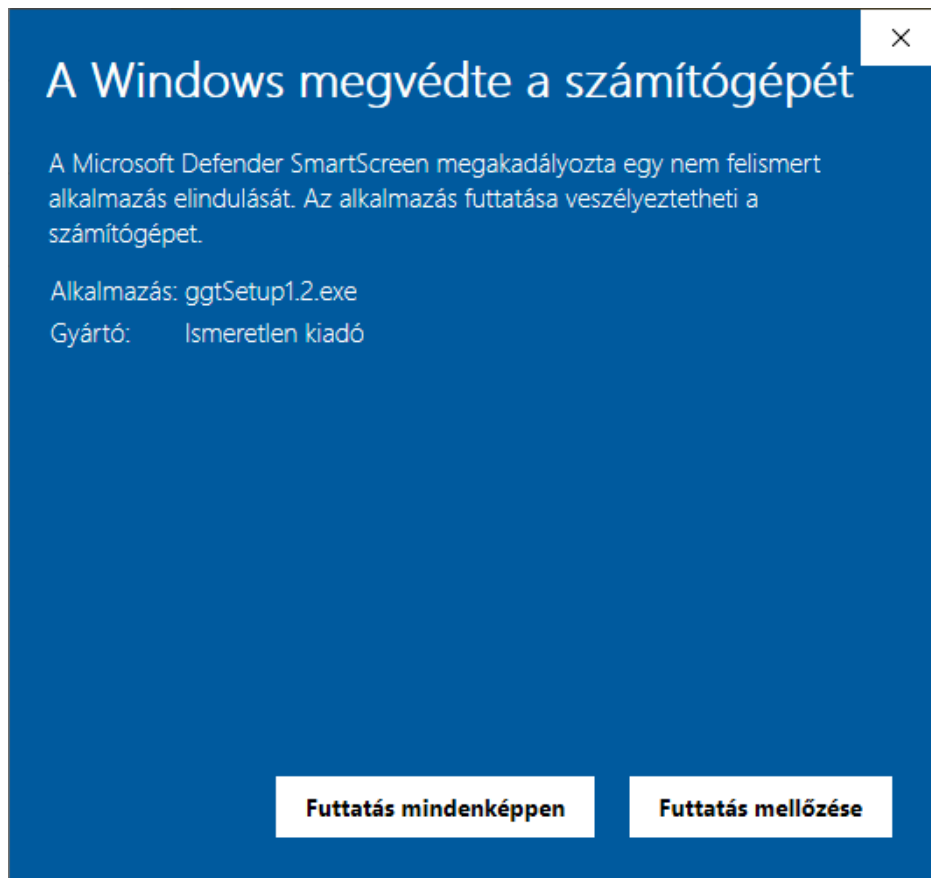 A Windows megvédte a számítógépét
A Microsoft Defender SmartScreen megakadályozta egy nem felismert
alkalmazás elindulását. Az alkalmazás futtatása veszélyeztetheti a
számítógépet.
Alkalmazás: ggtSetup1.2.exe
Gyártó: Ismeretlen kiadó
Futtatás mindenképpen Futtatás mellőzése